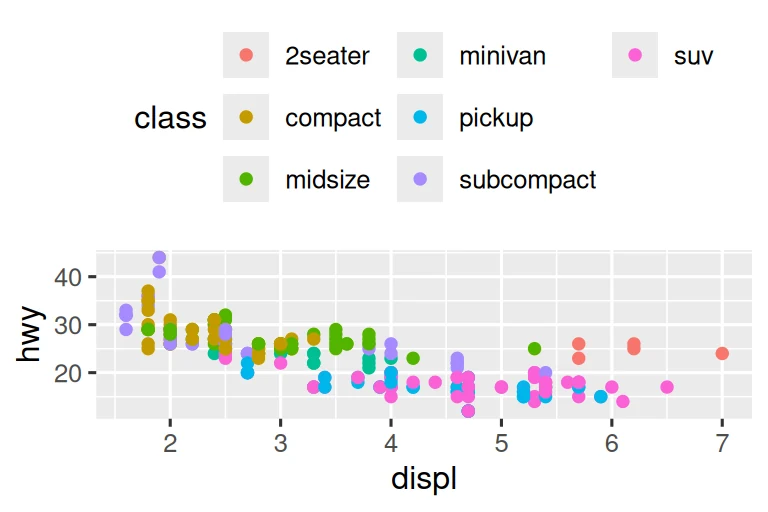 2seater minivan suv
class compact pickup
midsize subcompact
hwy
40
30
20
2 3 4 5 6 7
displ